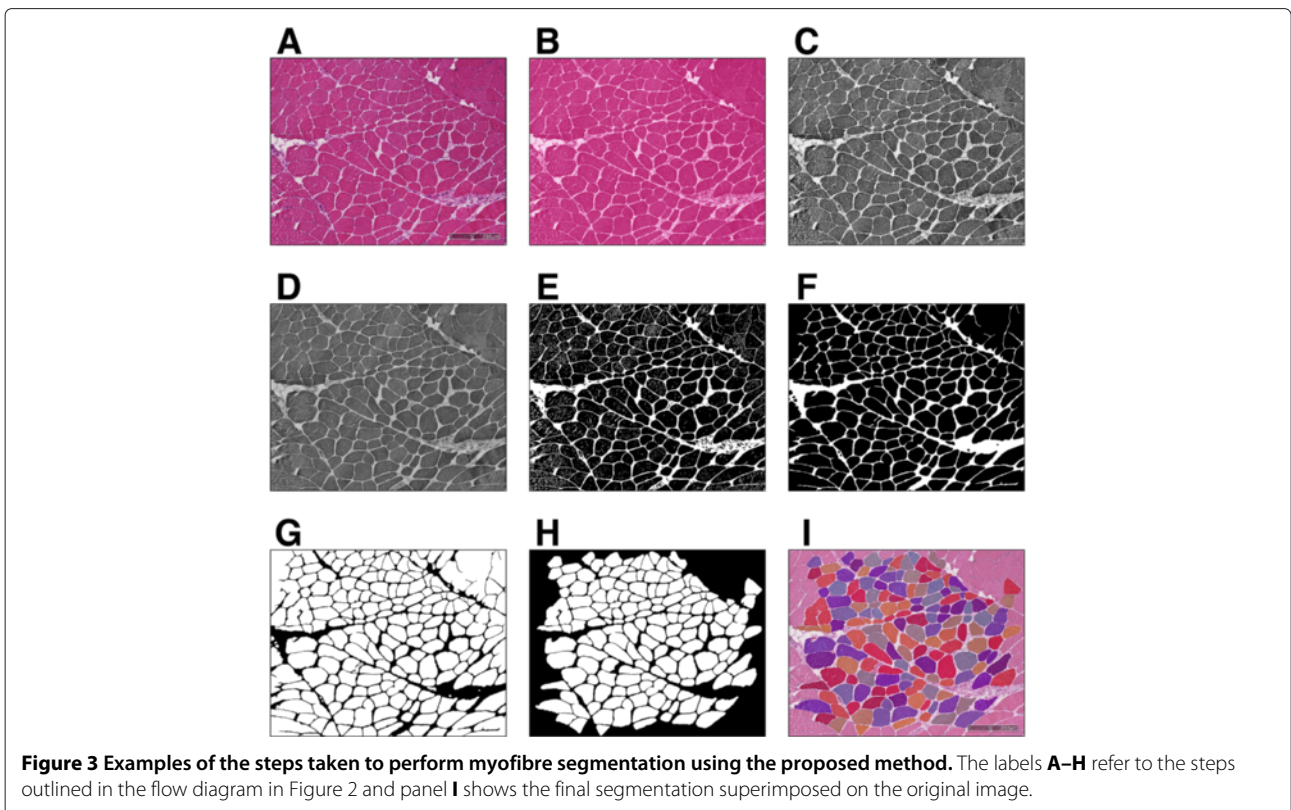 A
B
C
D
E
F
G
H
I
Figure 3 Examples of the steps taken to perform myofibre segmentation using the proposed method. The labels A–H refer to the steps
outlined in the flow diagram in Figure 2 and panel I shows the final segmentation superimposed on the original image.